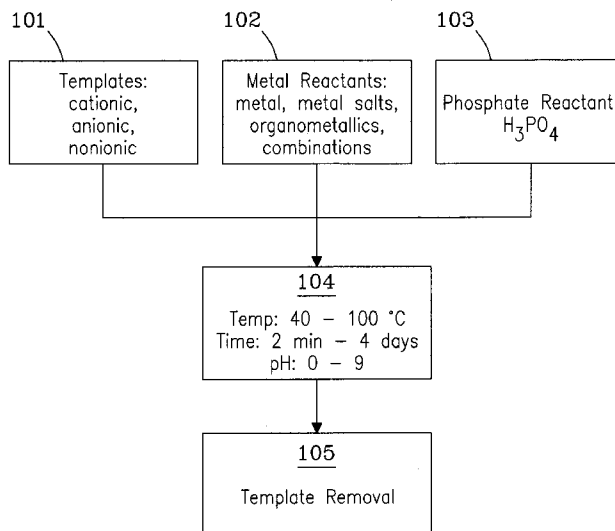 101
102
103
Templates:
cationic,
anionic,
nonionic
Metal Reactants:
metal, metal salts,
organometallics,
combinations
Phosphate Reactant
H3PO4
104
Temp: 40 – 100 °C
Time: 2 min – 4 days
pH: 0 – 9
105
Template Removal